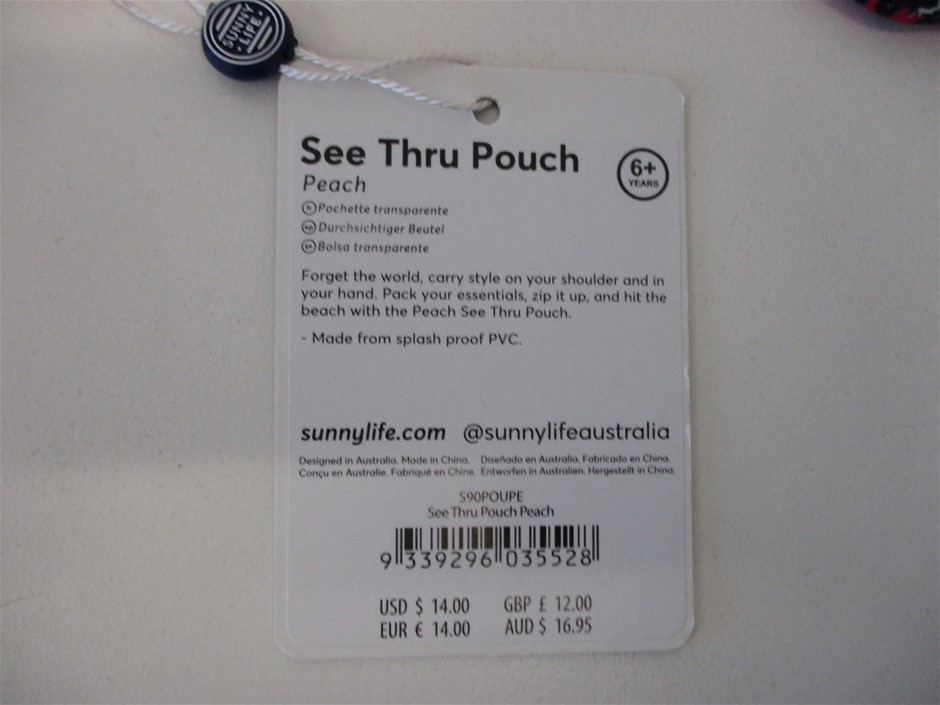 SUNNY
LIFE
See Thru Pouch
6+
YEARS
Peach
Pochette transparente
Durchsichtiger Beutel
Bolsa transparente
Forget the world, carry style on your shoulder and in
your hand. Pack your essentials, zip it up, and hit the
beach with the Peach See Thru Pouch.
- Made from splash proof PVC.
sunnylife.com @sunnylifeaustralia
Designed in Australia. Made in China. Diseñado en Australia. Fabricado en China.
Conçu en Australie. Fabriqué en Chine. Entworfen in Australien. Hergestellt in China.
S90POUPE
See Thru Pouch Peach
9 339296 035528
USD $ 14.00 GBP £ 12.00
EUR € 14.00 AUD $ 16.95